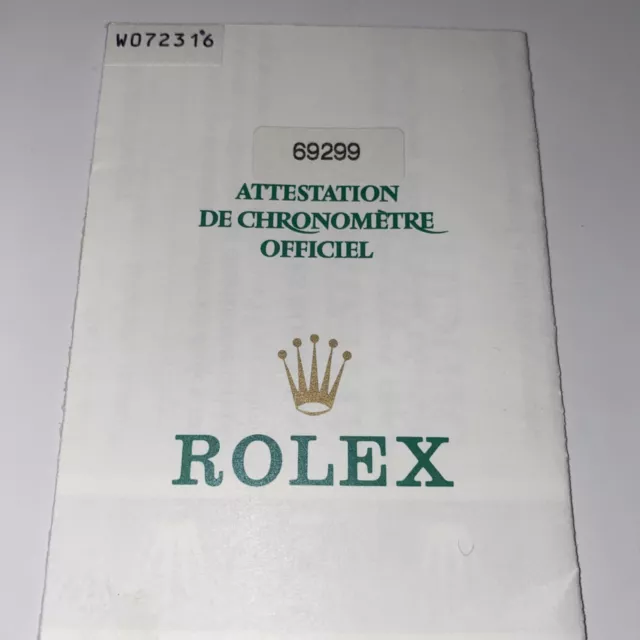 W072316
69299
ATTESTATION
DE CHRONOMÈTRE
OFFICIEL
ROLEX